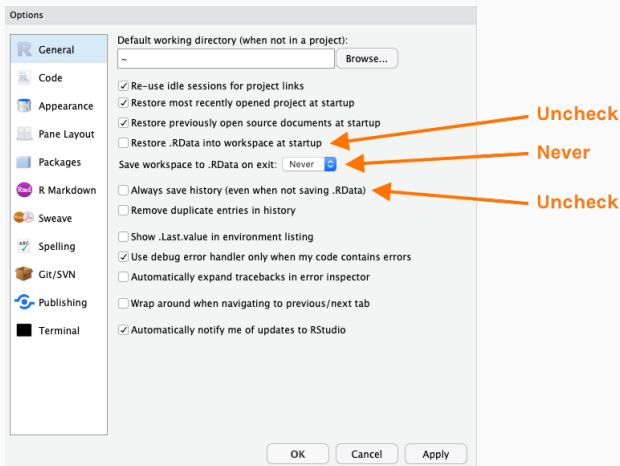 Options
General
Code
Appearance
Pane Layout
Packages
R Markdown
Sweave
Spelling
Git/SVN
Publishing
Terminal
Default working directory (when not in a project):
~
Browse...
Re-use idle sessions for project links
Restore most recently opened project at startup
Restore previously open source documents at startup
Restore .RData into workspace at startup
Save workspace to .RData on exit: Never
Always save history (even when not saving .RData)
Remove duplicate entries in history
Show .Last.value in environment listing
Use debug error handler only when my code contains errors
Automatically expand tracebacks in error inspector
Wrap around when navigating to previous/next tab
Automatically notify me of updates to RStudio
OK Cancel Apply
Uncheck
Never
Uncheck